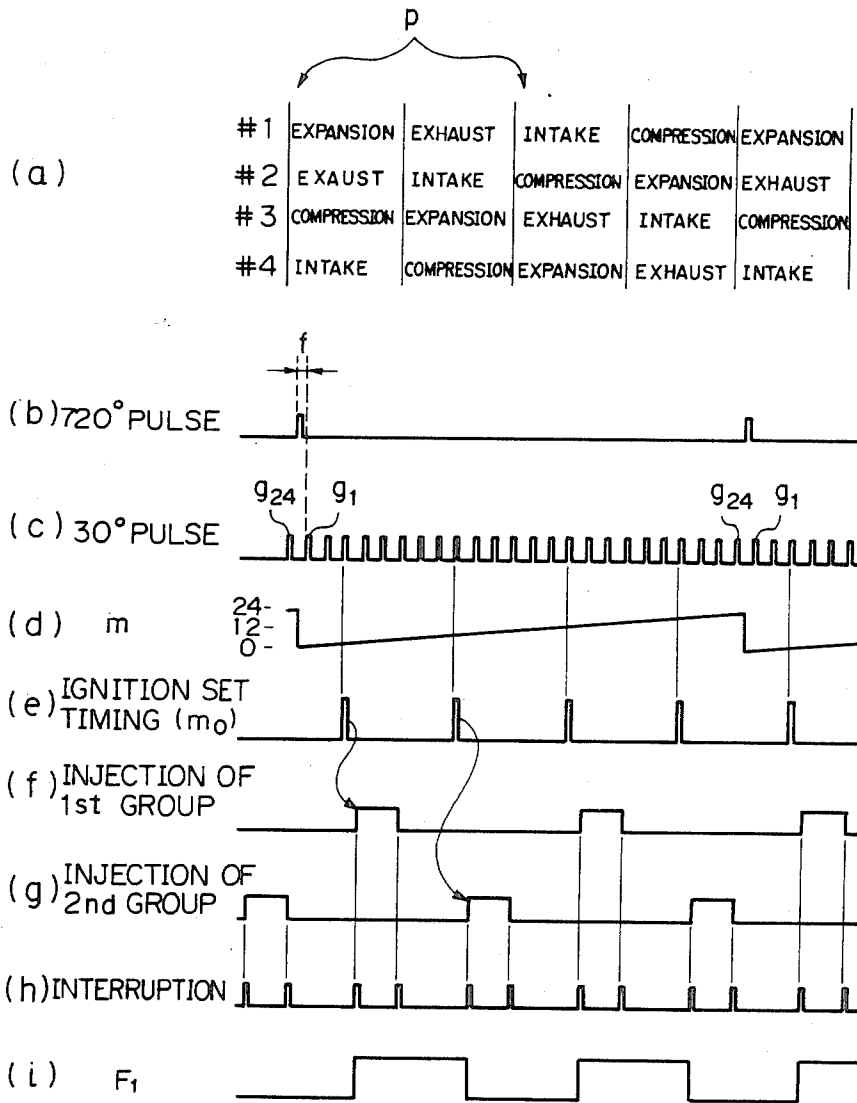 p
(a)
#1 EXPANSION EXHAUST INTAKE COMPRESSION EXPANSION
#2 EXAUST INTAKE COMPRESSION EXPANSION EXHAUST
#3 COMPRESSION EXPANSION EXHAUST INTAKE COMPRESSION
#4 INTAKE COMPRESSION EXPANSION EXHAUST INTAKE
f
(b) 720° PULSE
g24 g1 g24 g1
(c) 30° PULSE
24-
(d) m 12-
0-
(e) IGNITION SET
TIMING (mo)
(f) INJECTION OF
1st GROUP
(g) INJECTION OF
2nd GROUP
(h) INTERRUPTION
(i) F1